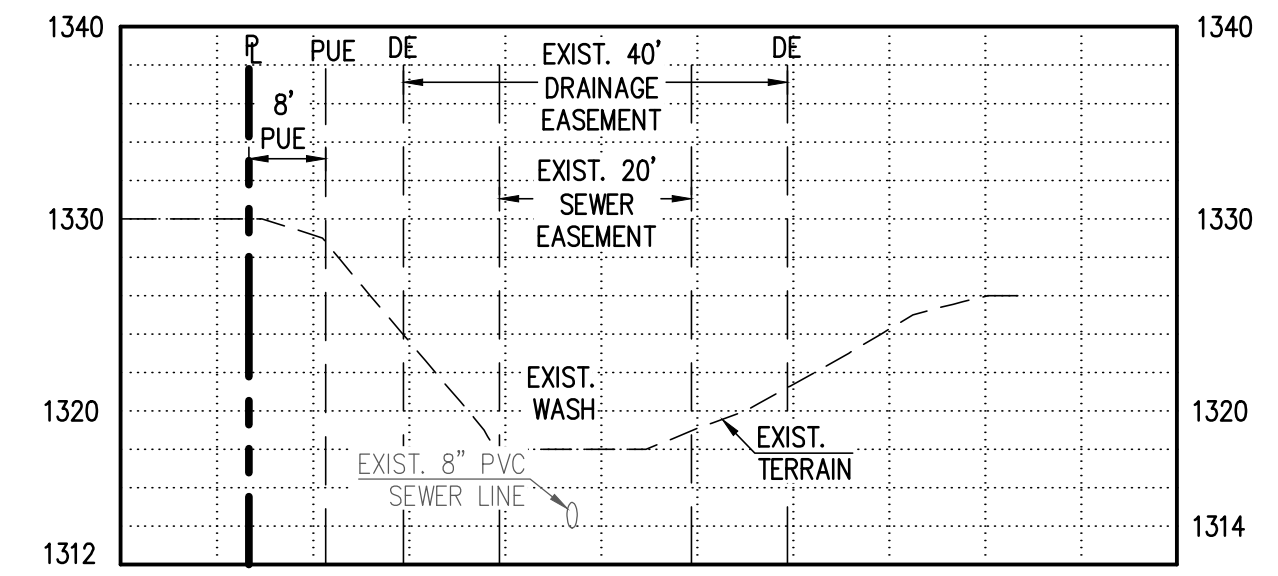 1340
1340
PL
PUE
DE
EXIST. 40'
DRAINAGE
EASEMENT
DE
8'
PUE
EXIST. 20'
SEWER
EASEMENT
1330
1330
EXIST.
WASH
1320
1320
EXIST.
TERRAIN
EXIST. 8" PVC
SEWER LINE
1312
1314